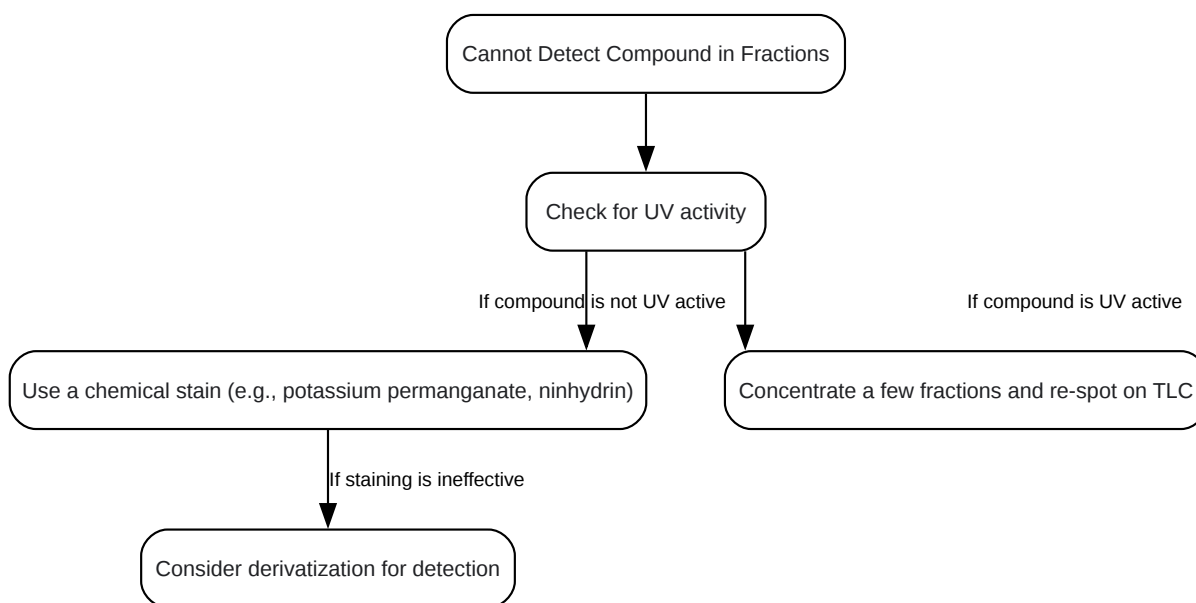 Cannot Detect Compound in Fractions
Check for UV activity
If compound is not UV active
If compound is UV active
Use a chemical stain (e.g., potassium permanganate, ninhydrin)
Concentrate a few fractions and re-spot on TLC
If staining is ineffective
Consider derivatization for detection